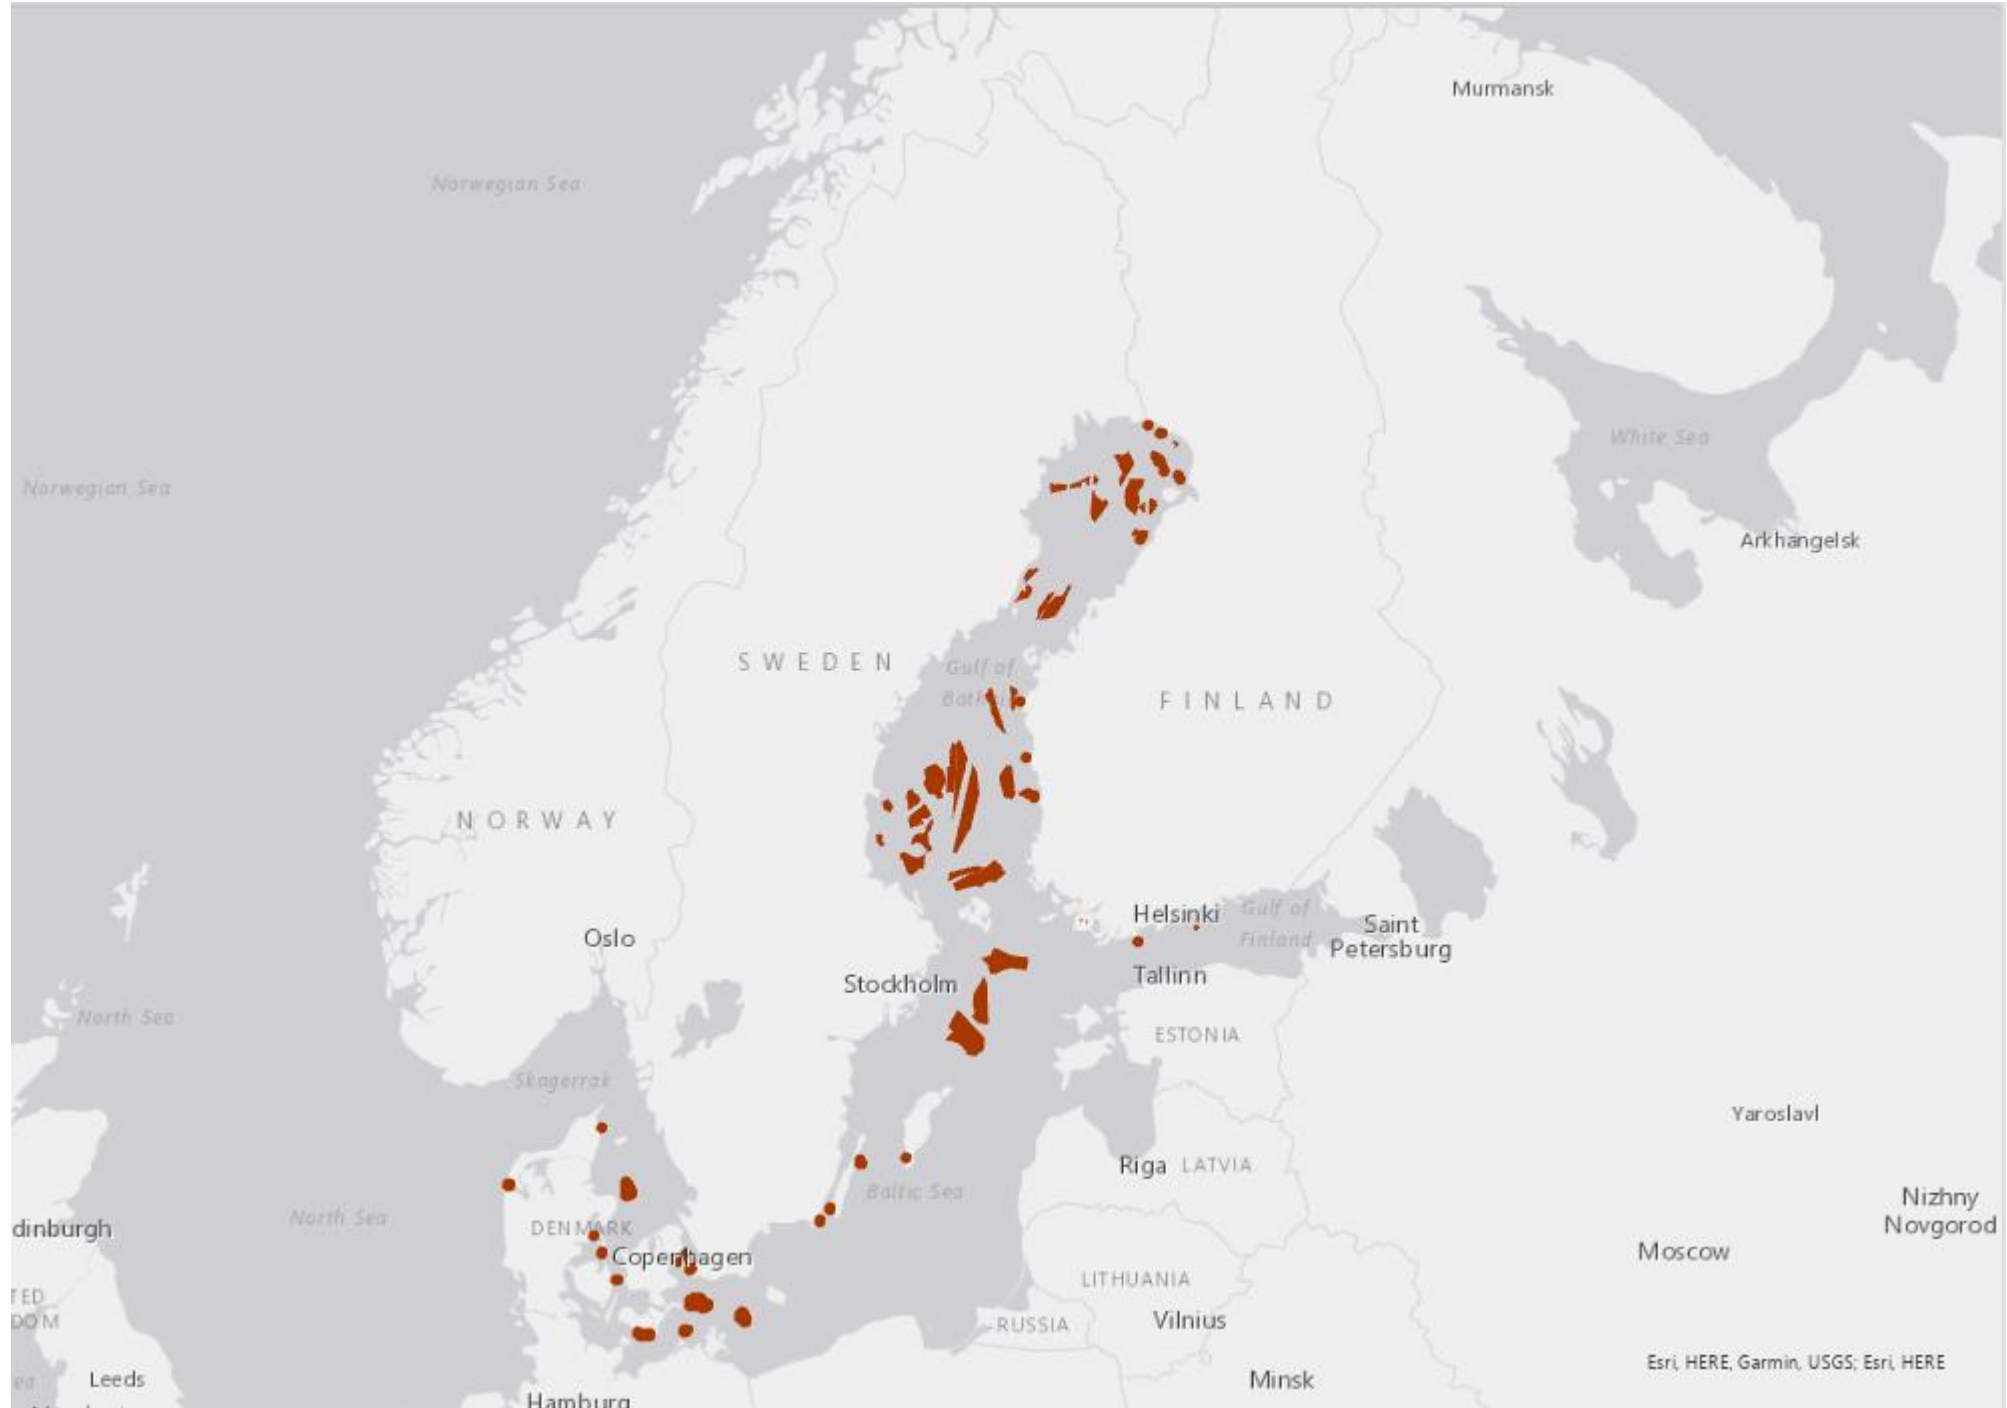 Murmansk
Norwegian Sea
White Sea
Norwegian Sea
Arkhangelsk
SWEDEN
Gulf of
FINLAND
NORWAY
Helsinki
Gulf of
Finland
Saint
Petersburg
Oslo
Stockholm
Tallinn
North Sea
ESTONIA
Skagerrak
Yaroslavl
Riga
LATVIA
Baltic Sea
Nizhny
Novgorod
North Sea
dinburgh
DENMARK
Copenhagen
Moscow
LITHUANIA
TED
DOM
RUSSIA
Vilnius
Esri, HERE, Garmin, USGS; Esri, HERE
Leeds
ea
Minsk
Hamburg